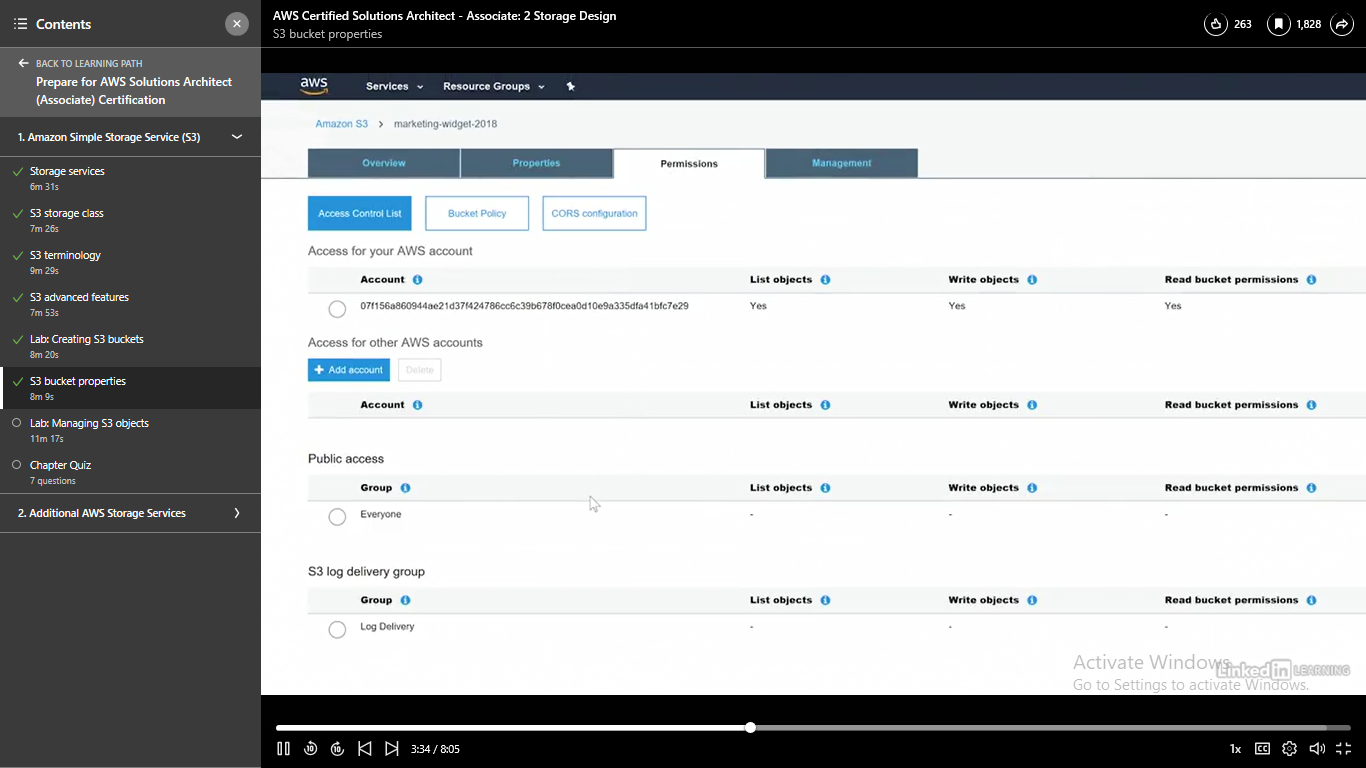 Contents
BACK TO LEARNING PATH
Prepare for AWS Solutions Architect
(Associate) Certification
1. Amazon Simple Storage Service (S3)
Storage services
6m 31s
S3 storage class
7m 26s
S3 terminology
9m 29s
S3 advanced features
7m 53s
Lab: Creating S3 buckets
8m 20s
S3 bucket properties
8m 9s
Lab: Managing S3 objects
11m 17s
Chapter Quiz
7 questions
2. Additional AWS Storage Services
AWS Certified Solutions Architect - Associate: 2 Storage Design
S3 bucket properties
263
1,828
aws Services Resource Groups
Amazon S3 > marketing-widget-2018
Overview Properties Permissions Management
Access Control List Bucket Policy CORS configuration
Access for your AWS account
Account List objects Write objects Read bucket permissions
07f156a860944ae21d37f424786cc6c39b678f0cea0d10e9a335dfa41bfc7e29 Yes Yes Yes
Access for other AWS accounts
+ Add account Delete
Account List objects Write objects Read bucket permissions
Public access
Group List objects Write objects Read bucket permissions
Everyone - - -
S3 log delivery group
Group List objects Write objects Read bucket permissions
Log Delivery - - -
Activate Windows
Go to Settings to activate Windows.
Linkedin LEARNING
10 10 3:34 / 8:05 1x CC